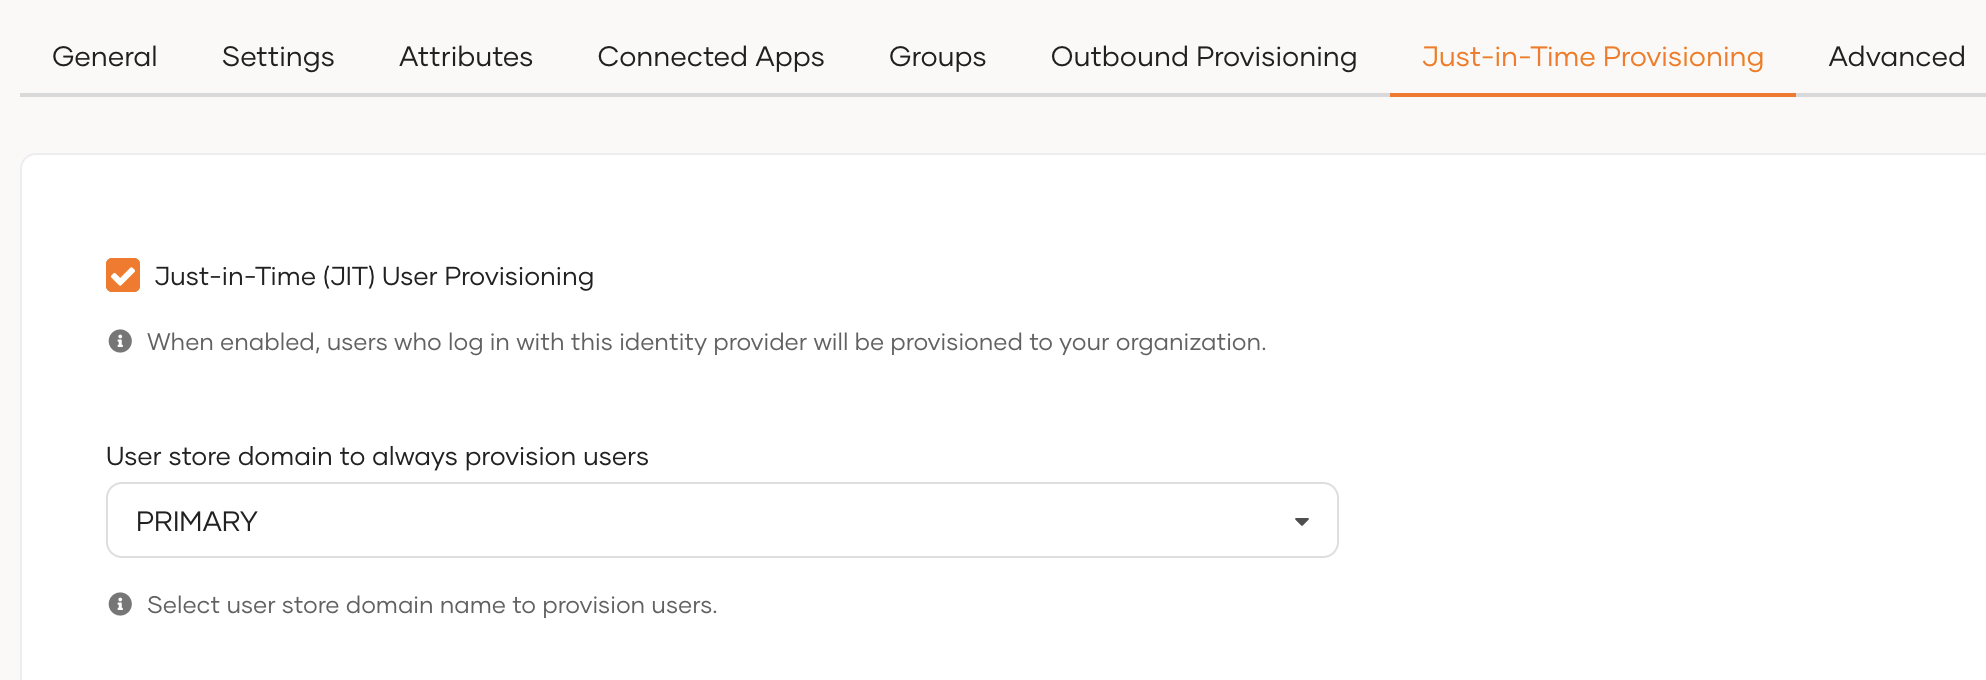 General Settings Attributes Connected Apps Groups Outbound Provisioning Just-in-Time Provisioning Advanced
Just-in-Time (JIT) User Provisioning
When enabled, users who log in with this identity provider will be provisioned to your organization.
User store domain to always provision users
PRIMARY
Select user store domain name to provision users.